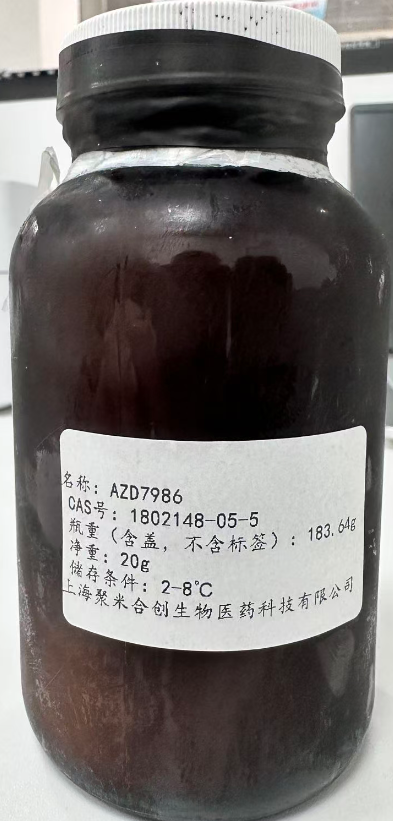 名称: AZD7986
CAS号: 1802148-05-5
瓶重（含盖，不含标签）: 183.64g
净重: 20g
储存条件: 2-8℃
上海聚米合创生物医药科技有限公司